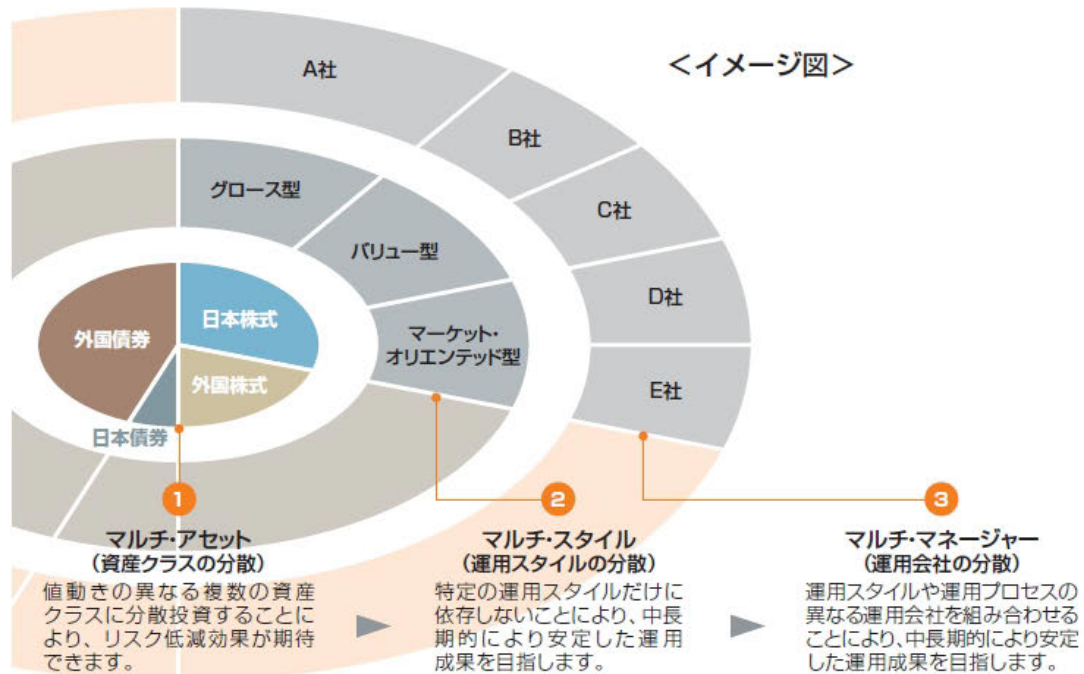 ＜イメージ図＞
A社
B社
C社
D社
E社
グロース型
バリュー型
マーケット・
オリエンテッド型
日本株式
外国株式
外国債券
日本債券
1
マルチ・アセット
（資産クラスの分散）
値動きの異なる複数の資産
クラスに分散投資することに
より、リスク低減効果が期待
できます。
2
マルチ・スタイル
（運用スタイルの分散）
特定の運用スタイルだけに
依存しないことにより、中長
期的により安定した運用
成果を目指します。
3
マルチ・マネージャー
（運用会社の分散）
運用スタイルや運用プロセスの
異なる運用会社を組み合わせる
ことにより、中長期的により安定
した運用成果を目指します。